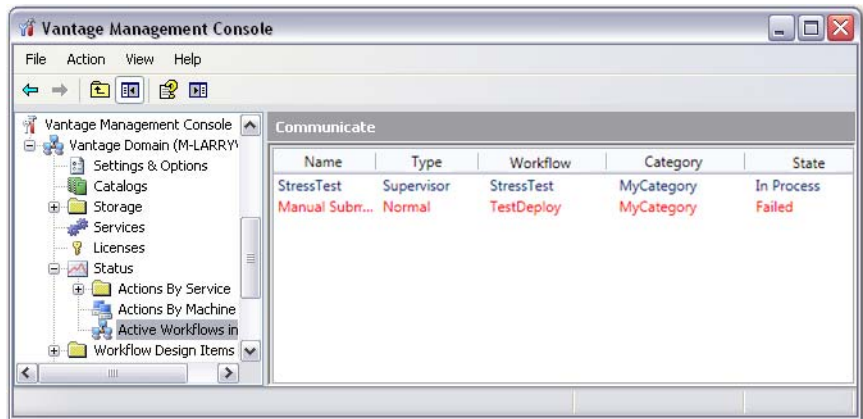 Vantage Management Console
File Action View Help
Vantage Management Console
Vantage Domain (M-LARRY
Settings & Options
Catalogs
Storage
Services
Licenses
Status
Actions By Service
Actions By Machine
Active Workflows in
Workflow Design Items
Communicate
Name Type Workflow Category State
StressTest Supervisor StressTest MyCategory In Process
Manual Subm... Normal TestDeploy MyCategory Failed